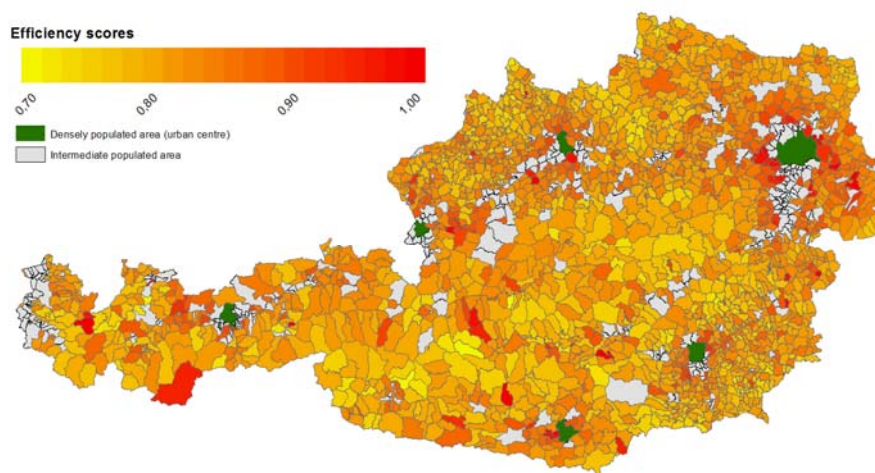 Efficiency scores
0,70
0,80
0,90
1,00
Densely populated area (urban centre)
Intermediate populated area